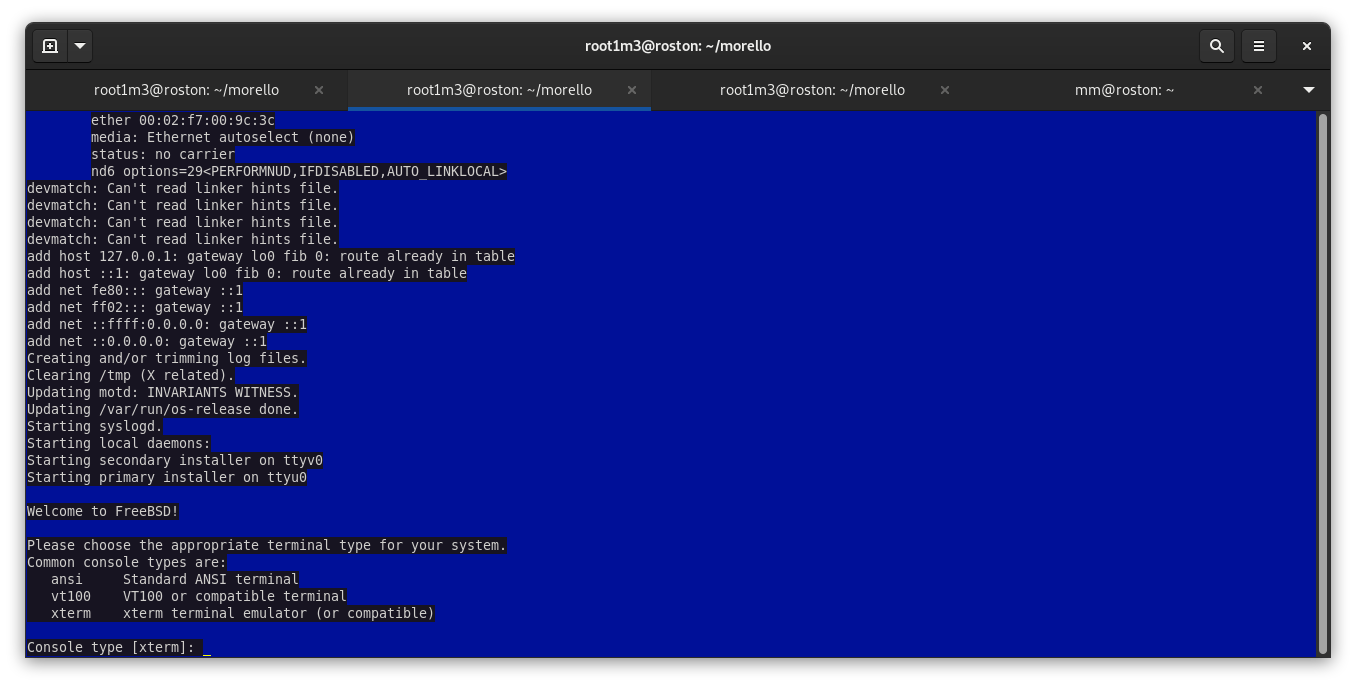 root1m3@roston: ~/morello
root1m3@roston: ~/morello
root1m3@roston: ~/morello
root1m3@roston: ~/morello
mm@roston: ~
ether 00:02:f7:00:9c:3c
media: Ethernet autoselect (none)
status: no carrier
nd6 options=29<PERFORMNUD,IFDISABLED,AUTO_LINKLOCAL>
devmatch: Can't read linker hints file.
devmatch: Can't read linker hints file.
devmatch: Can't read linker hints file.
devmatch: Can't read linker hints file.
add host 127.0.0.1: gateway lo0 fib 0: route already in table
add host ::1: gateway lo0 fib 0: route already in table
add net fe80::: gateway ::1
add net ff02::: gateway ::1
add net ::ffff:0.0.0.0: gateway ::1
add net ::0.0.0.0: gateway ::1
Creating and/or trimming log files.
Clearing /tmp (X related).
Updating motd: INVARIANTS WITNESS.
Updating /var/run/os-release done.
Starting syslogd.
Starting local daemons:
Starting secondary installer on ttyv0
Starting primary installer on ttyu0
Welcome to FreeBSD!
Please choose the appropriate terminal type for your system.
Common console types are:
   ansi     Standard ANSI terminal
   vt100    VT100 or compatible terminal
   xterm    xterm terminal emulator (or compatible)
Console type [xterm]: _